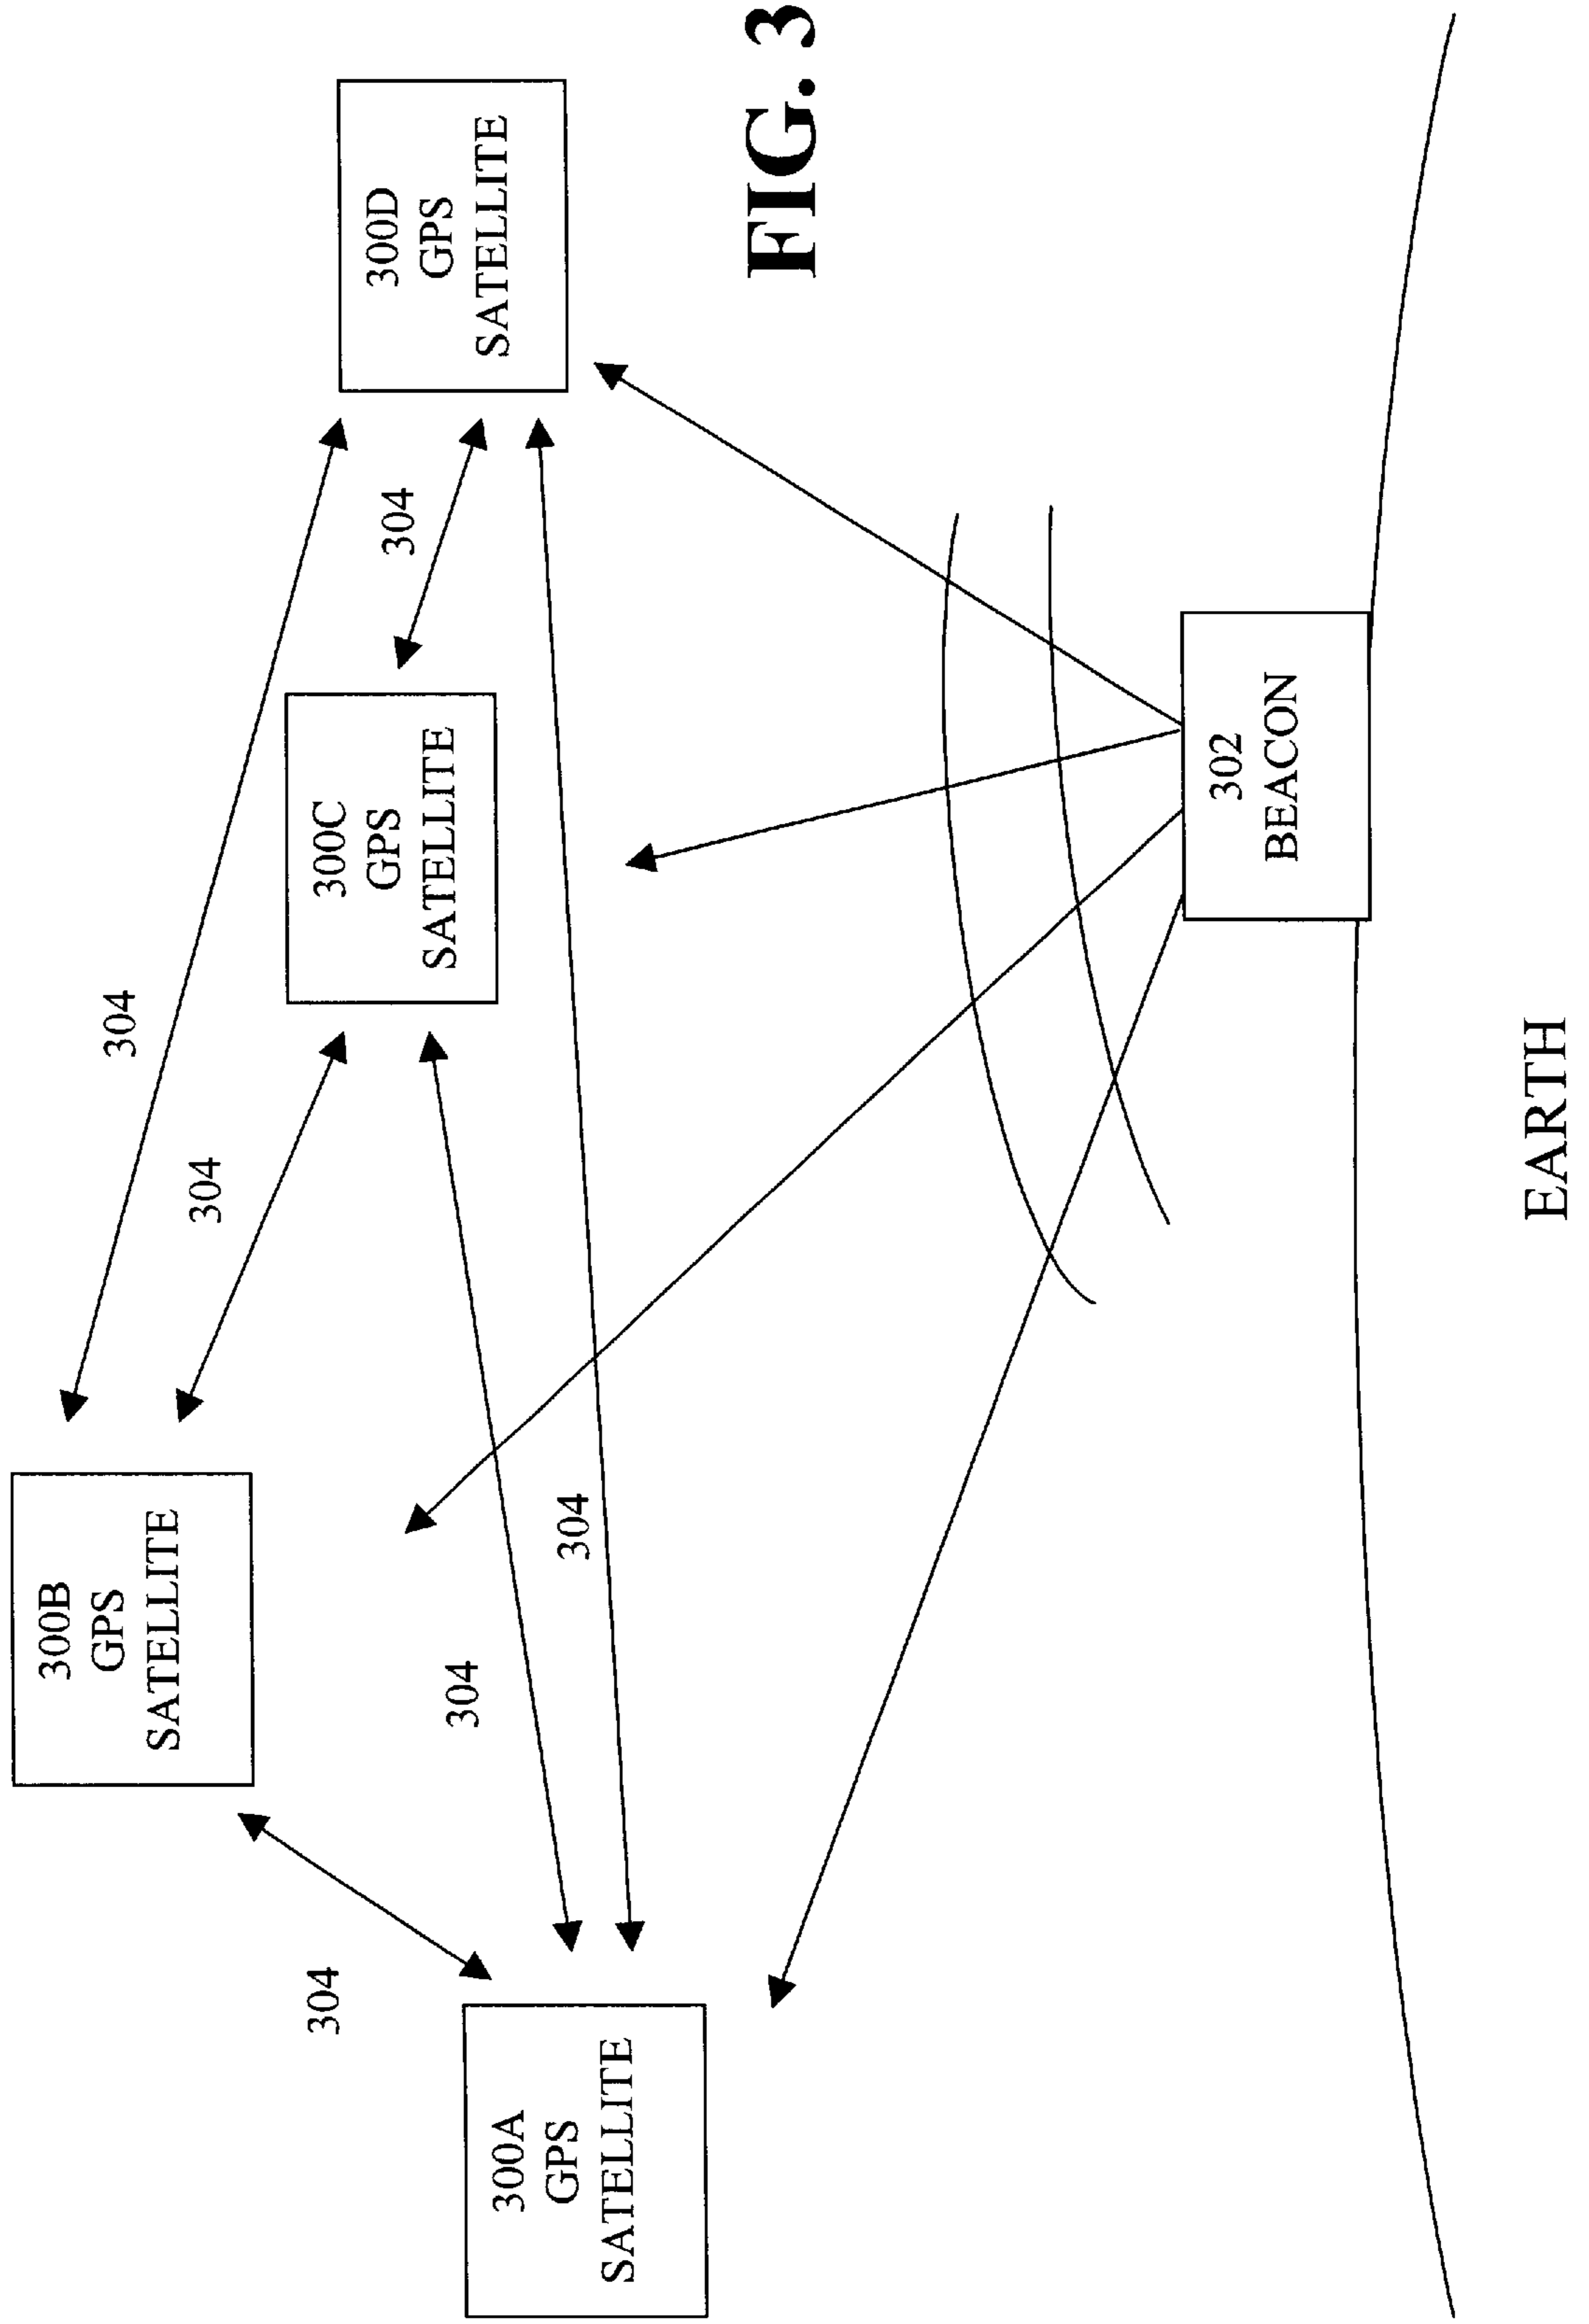 304
300B
GPS
SATELLITE
304
304
300A
GPS
SATELLITE
304
304
300C
GPS
SATELLITE
304
300D
GPS
SATELLITE
302
BEACON
EARTH
FIG. 3